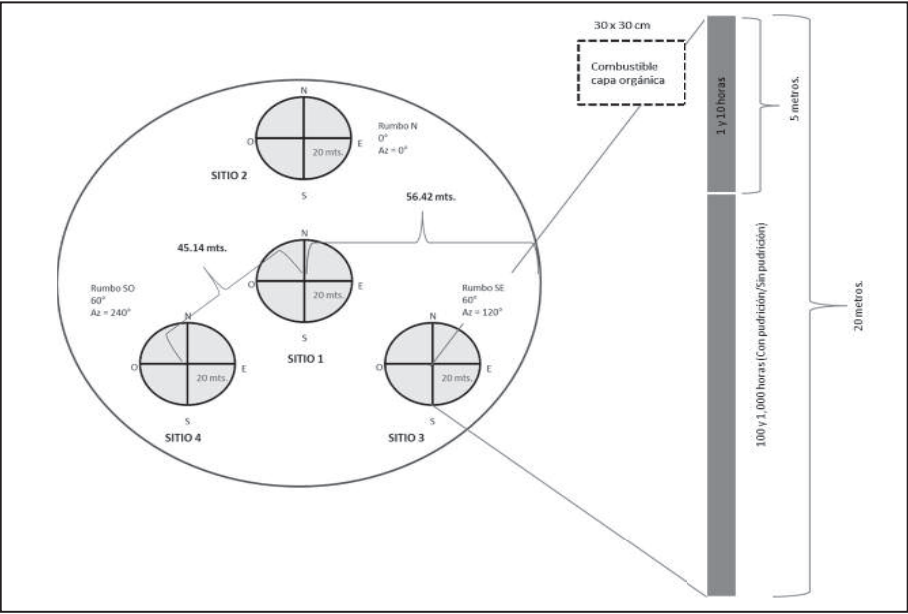 30 x 30 cm
Combustible
capa orgánica
N
O
E
S
20 mts.
SITIO 2
Rumbo N
0°
Az = 0°
56.42 mts.
45.14 mts.
N
O
E
S
20 mts.
SITIO 1
Rumbo SO
60°
Az = 240°
N
O
E
S
20 mts.
SITIO 4
Rumbo SE
60°
Az = 120°
N
O
E
S
20 mts.
SITIO 3
1 y 10 horas
5 metros.
100 y 1,000 horas (Con pudrición/Sin pudrición)
20 metros.